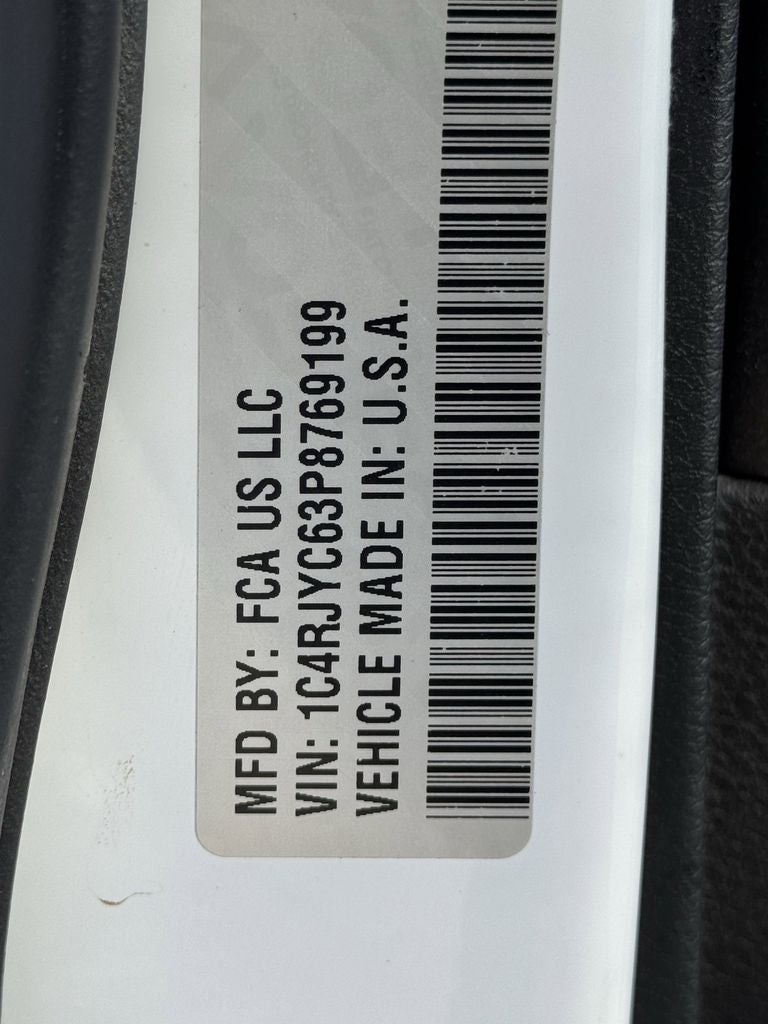 MFD BY: FCA US LLC
VIN: 1C4RJYC63P8769199
VEHICLE MADE IN: U.S.A.